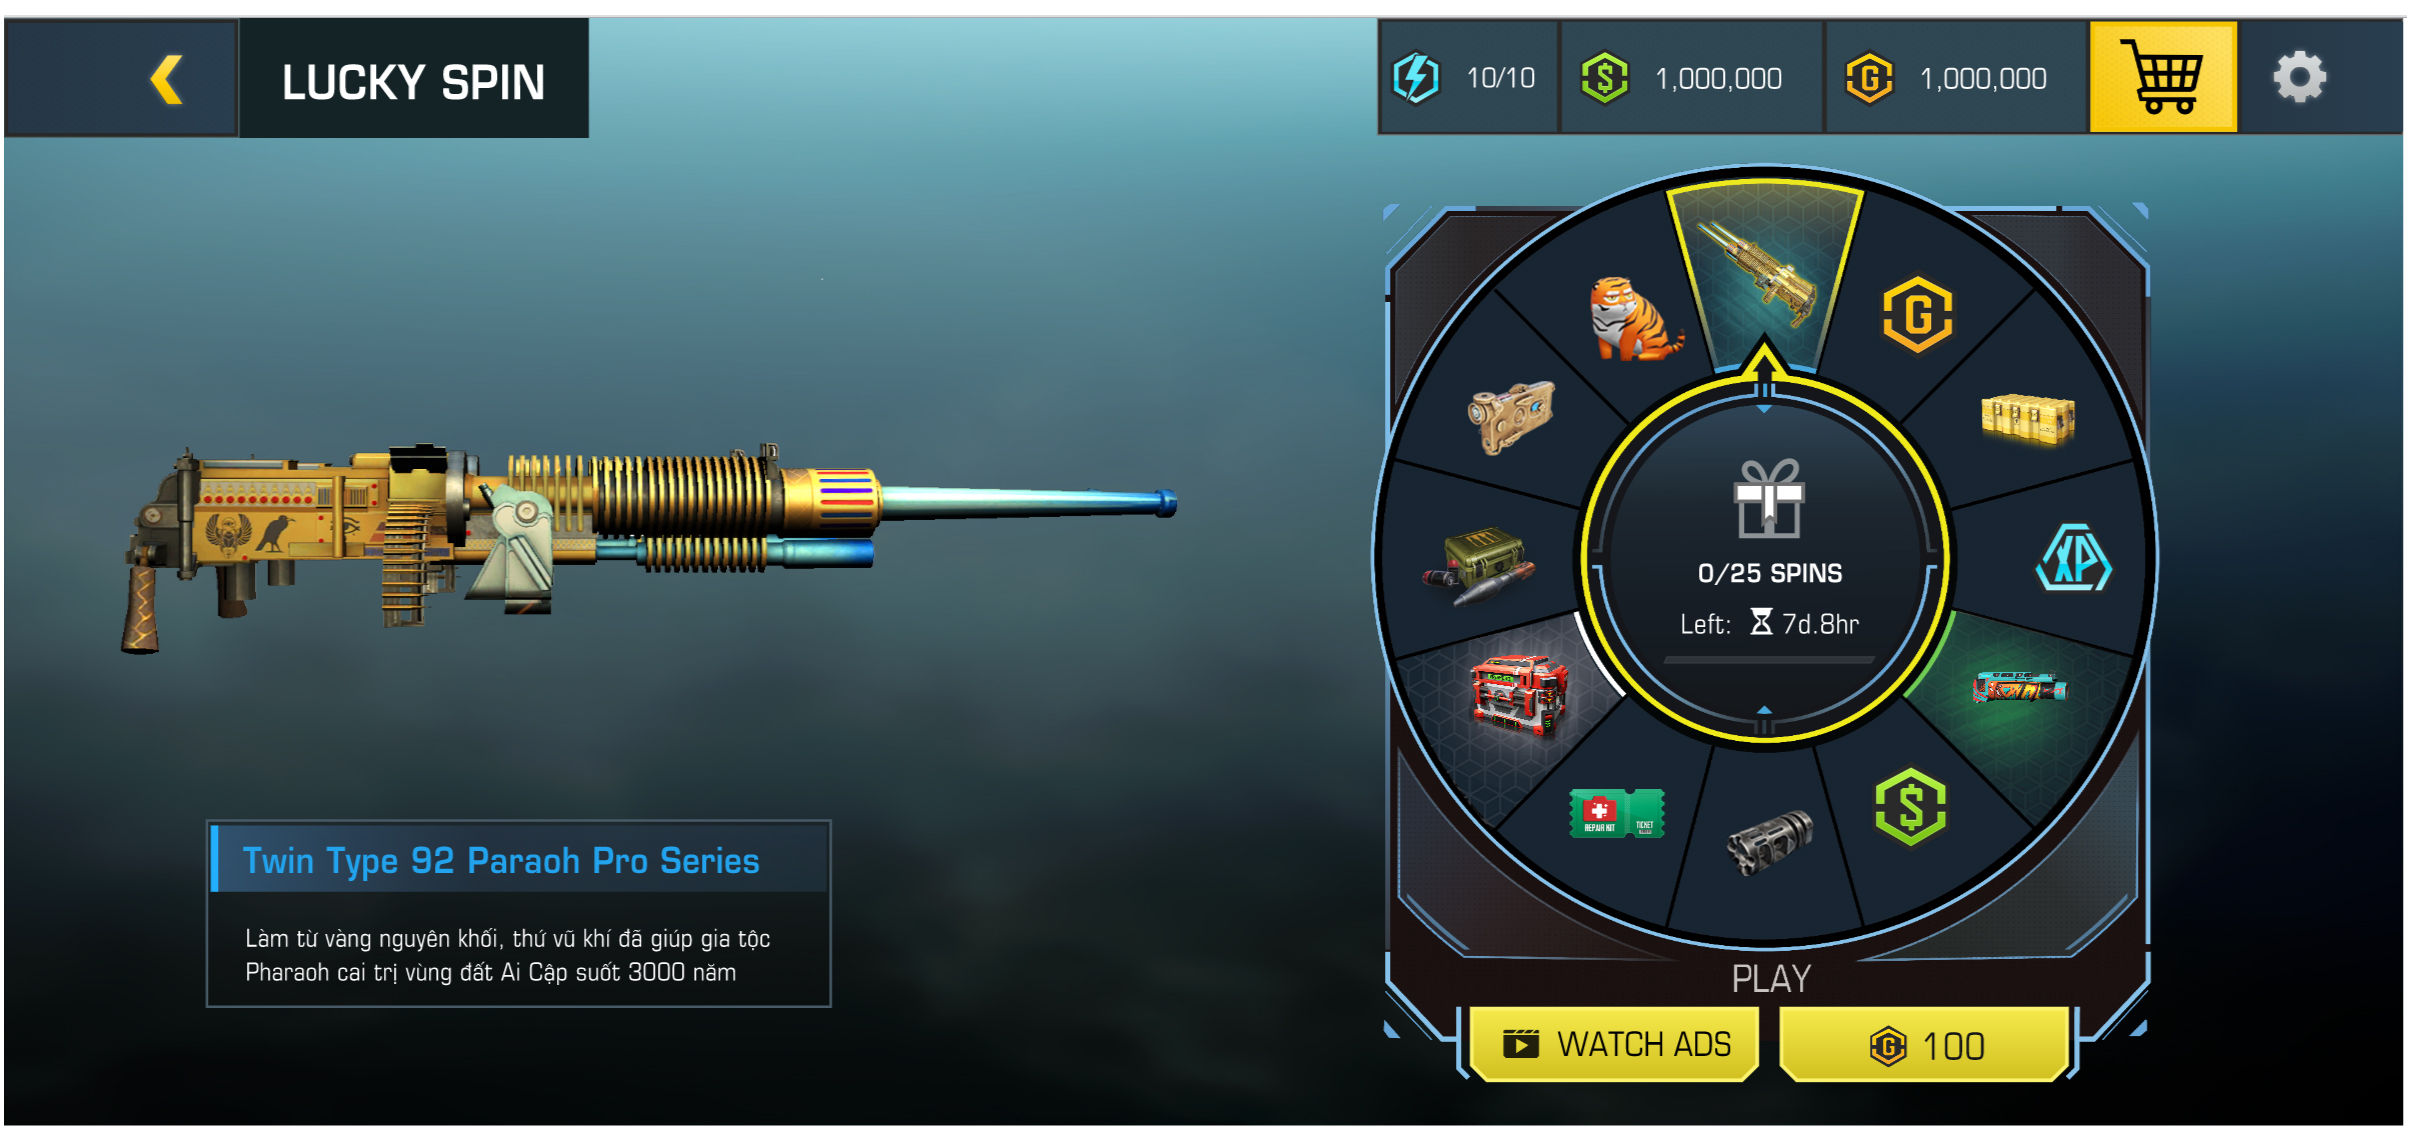 LUCKY SPIN
10/10
1,000,000
1,000,000
0/25 SPINS
Left: 7d.8hr
REPAIR KIT
TICKET
Twin Type 92 Paraoh Pro Series
Làm từ vàng nguyên khối, thứ vũ khí đã giúp gia tộc
Pharaoh cai trị vùng đất Ai Cập suốt 3000 năm
PLAY
WATCH ADS
100